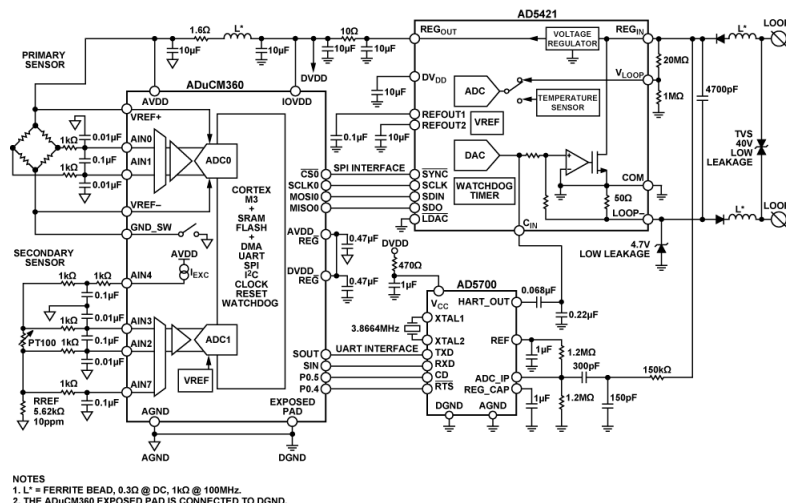 AD5421
1.6Ω
L*
10Ω
10µF
10µF
10µF
10µF
DVDD
REGOUT
VOLTAGE
REGULATOR
REGIN
L*
LOOP
PRIMARY
SENSOR
ADuCM360
AVDD
IOVDD
DVDD
10µF
ADC
VLOOP
20MΩ
1MΩ
4700pF
TEMPERATURE
SENSOR
REFOUT1
REFOUT2
VREF
0.1µF
10µF
TVS
40V
LOW
LEAKAGE
VREF+
0.01µF
1kΩ
AIN0
0.1µF
1kΩ
AIN1
0.01µF
ADC0
VREF–
GND_SW
CS0
SCLK0
MOSI0
MISO0
SPI INTERFACE
SYNC
SCLK
SDIN
SDO
LDAC
DAC
WATCHDOG
TIMER
CIN
COM
50Ω
LOOP–
L*
LOOP
4.7V
LOW LEAKAGE
CORTEX
M3
+
SRAM
FLASH
+
DMA
UART
SPI
I2C
CLOCK
RESET
WATCHDOG
AVDD
REG
0.47µF
DVDD
REG
0.47µF
SECONDARY
SENSOR
1kΩ
1kΩ
AIN4
AVDD
IEXC
0.1µF
0.01µF
1kΩ
AIN3
PT100
0.1µF
1kΩ
AIN2
0.01µF
ADC1
VREF
1kΩ
AIN7
RREF
5.62kΩ
10ppm
0.1µF
DVDD
470Ω
1µF
AD5700
VCC
HART_OUT
0.068µF
0.22µF
3.8664MHz
XTAL1
XTAL2
REF
1µF
1.2MΩ
300pF
ADC_IP
150kΩ
REG_CAP
1µF
1.2MΩ
150pF
SOUT
SIN
P0.5
P0.4
UART INTERFACE
TXD
RXD
CD
RTS
DGND
AGND
AGND
EXPOSED
PAD
AGND
DGND
NOTES
1. L* = FERRITE BEAD, 0.3Ω @ DC, 1kΩ @ 100MHz.
2. THE ADuCM360 EXPOSED PAD IS CONNECTED TO DGND.